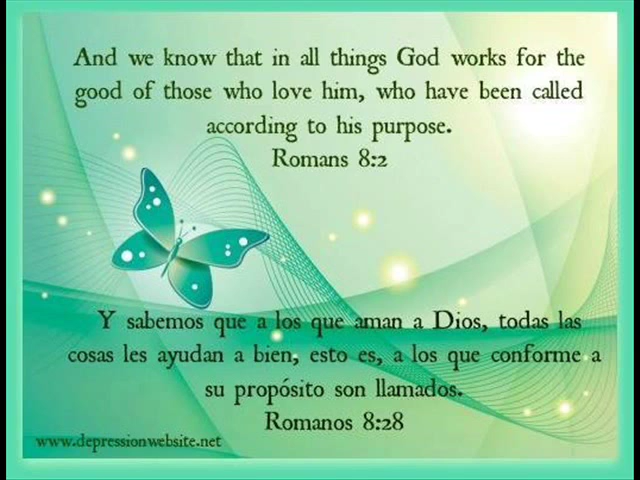 And we know that in all things God works for the
good of those who love him, who have been called
according to his purpose.
Romans 8:2
Y sabemos que a los que aman a Dios, todas las
cosas les ayudan a bien, esto es, a los que conforme a
su propósito son llamados.
Romanos 8:28
www.depressionwebsite.net